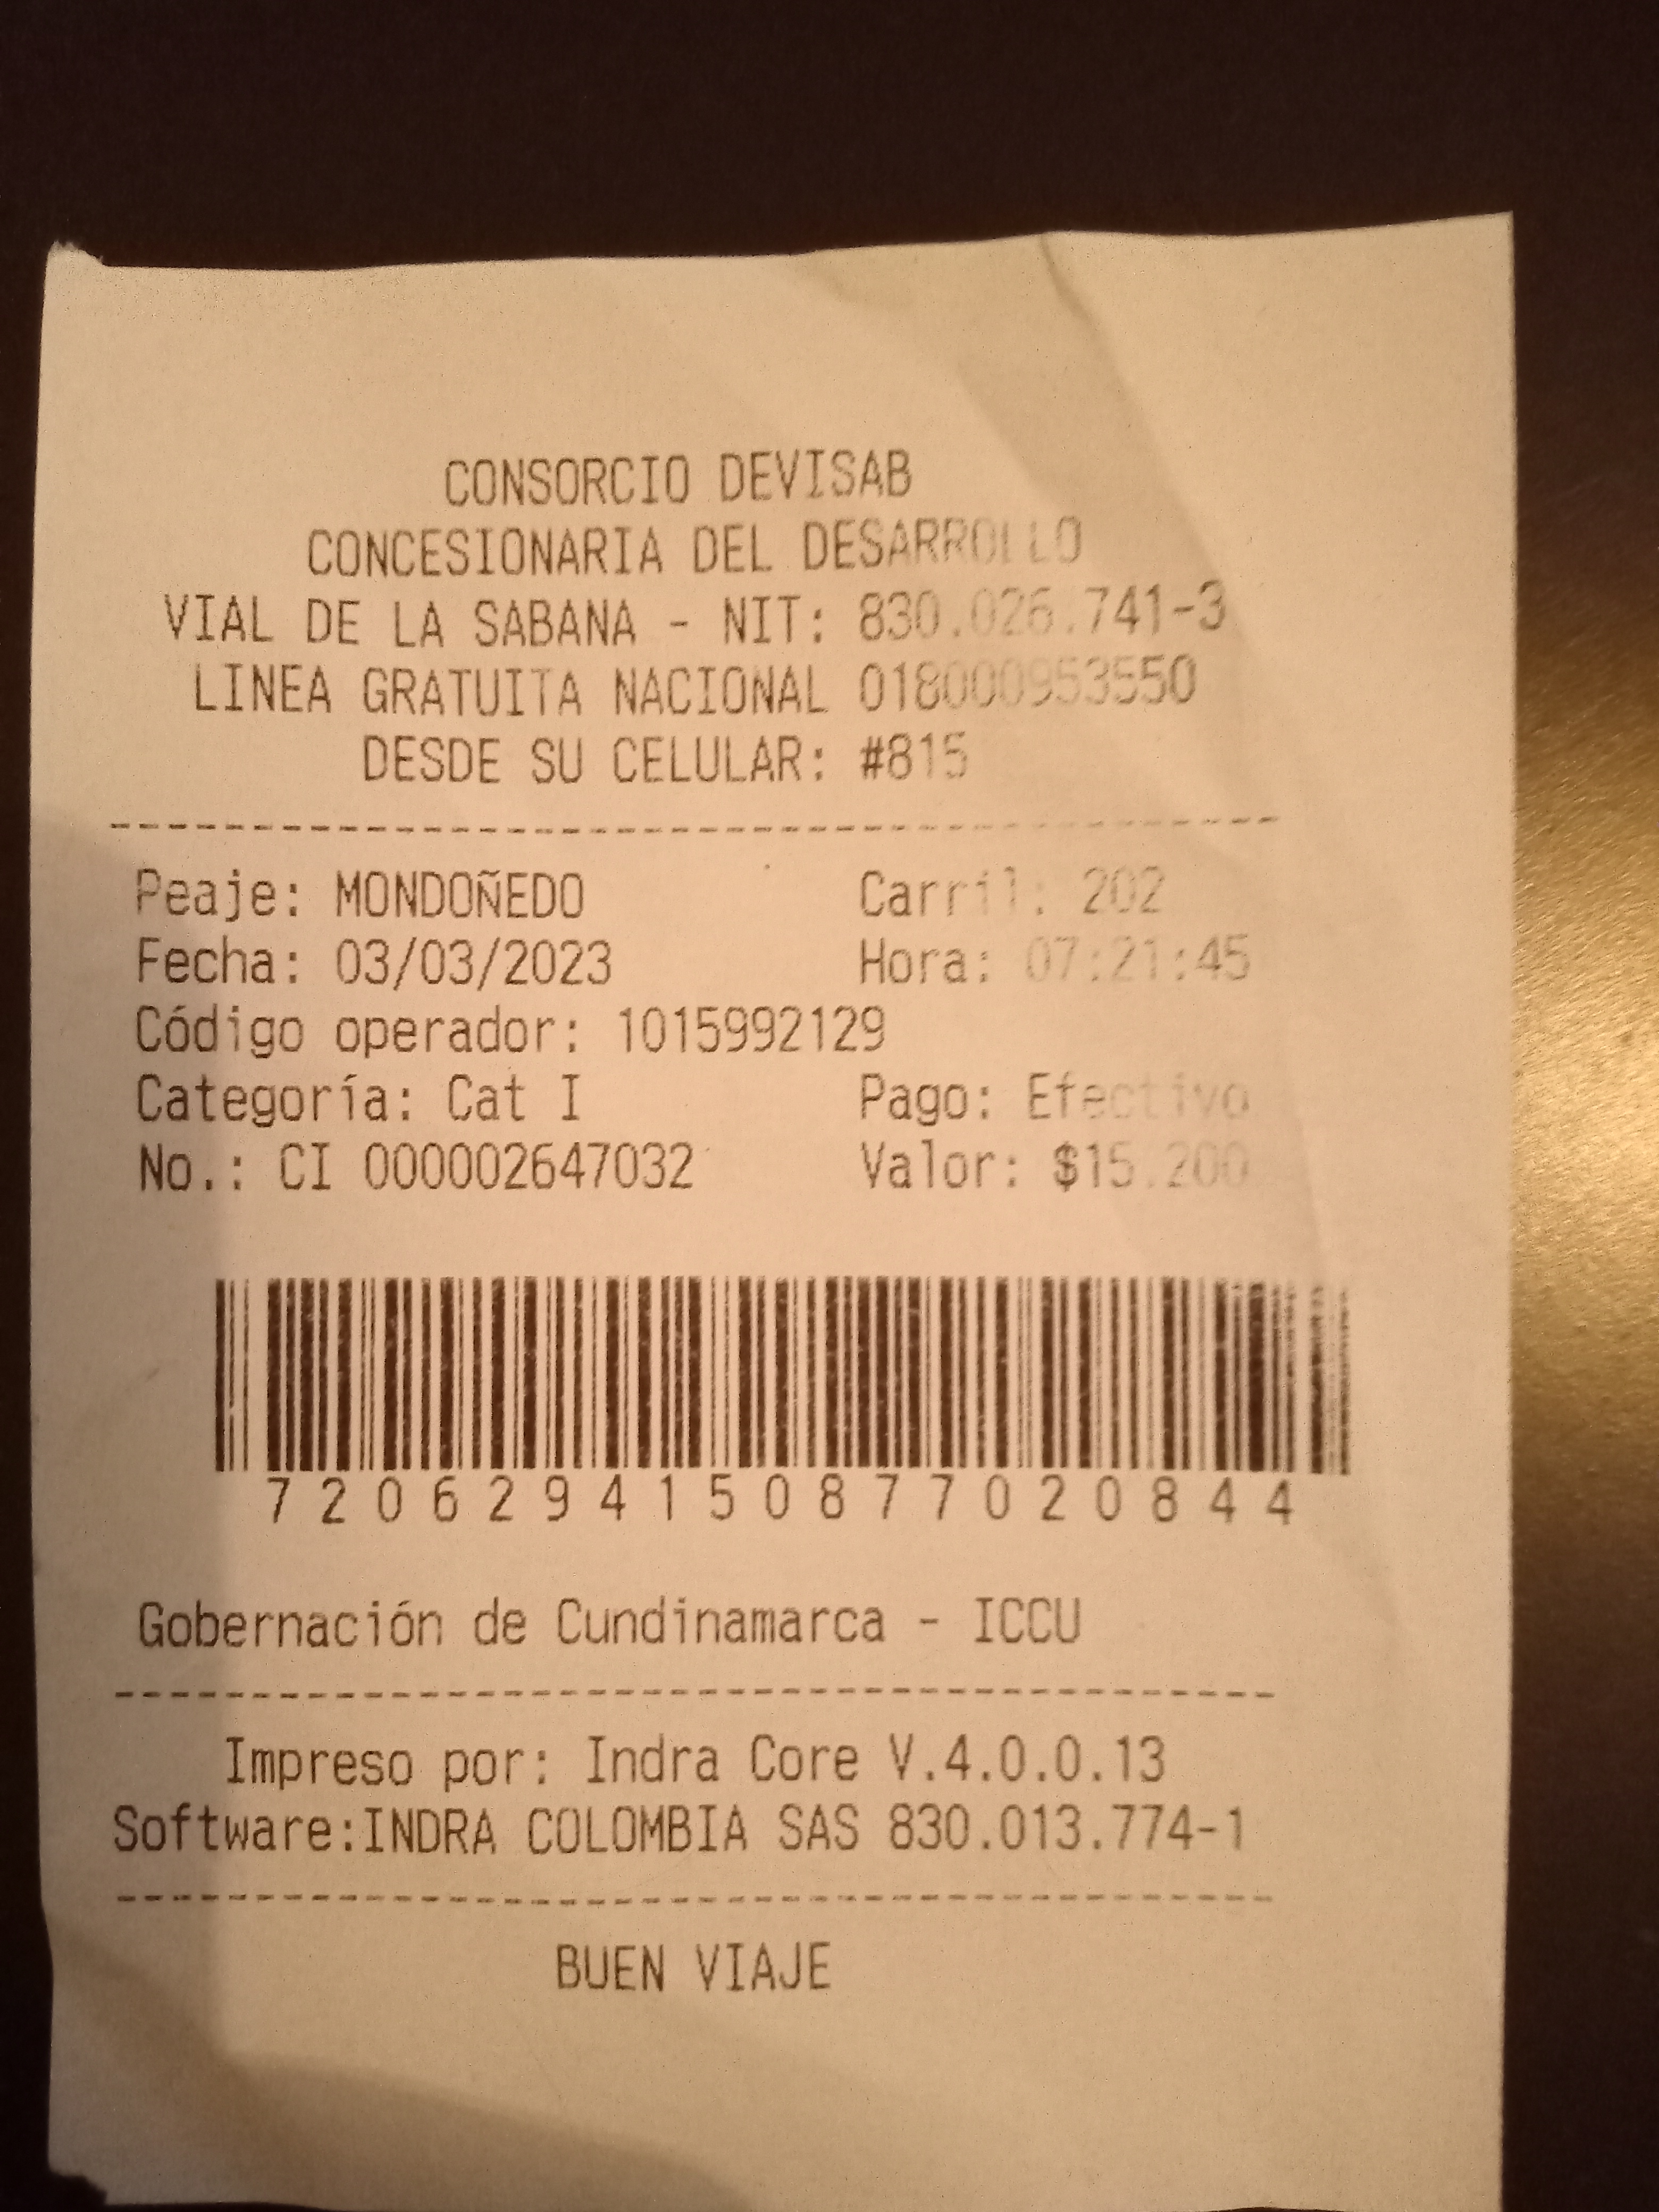 CONSORCIO DEVISAB
CONCESIONARIA DEL DESARROLLO
VIAL DE LA SABANA - NIT: 830.026.741-3
LINEA GRATUITA NACIONAL 018000953550
DESDE SU CELULAR: #815
Peaje: MONDOÑEDO Carril: 202
Fecha: 03/03/2023 Hora: 07:21:45
Código operador: 1015992129
Categoría: Cat I Pago: Efectivo
No.: CI 000002647032 Valor: $15.200
7206294150877020844
Gobernación de Cundinamarca - ICCU
Impreso por: Indra Core V.4.0.0.13
Software:INDRA COLOMBIA SAS 830.013.774-1
BUEN VIAJE